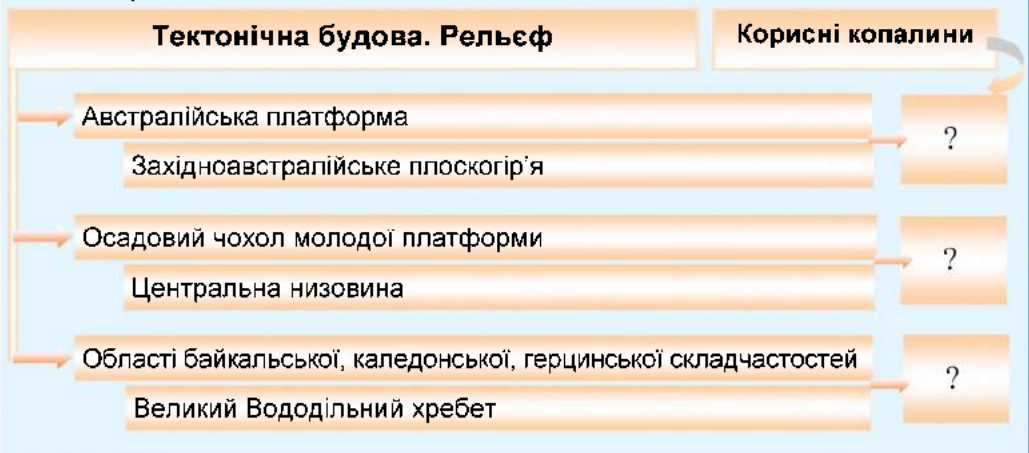 Тектонічна будова. Рельєф
Корисні копалини
Австралійська платформа
Західноавстралійське плоскогір’я
?
Осадовий чохол молодої платформи
Центральна низовина
?
Області байкальської, каледонської, герцинської складчастостей
Великий Вододільний хребет
?